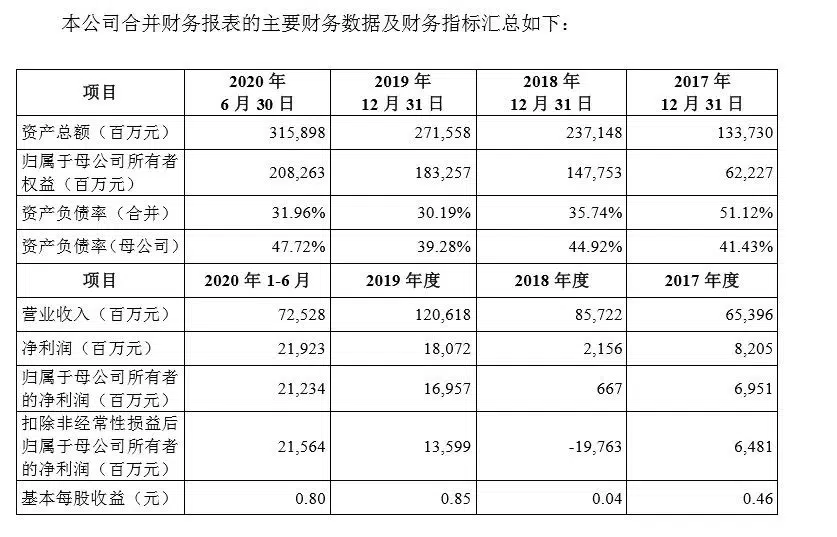 本公司合并财务报表的主要财务数据及财务指标汇总如下：
项目 2020 年 6 月 30 日 2019 年 12 月 31 日 2018 年 12 月 31 日 2017 年 12 月 31 日
资产总额（百万元） 315,898 271,558 237,148 133,730
归属于母公司所有者权益（百万元） 208,263 183,257 147,753 62,227
资产负债率（合并） 31.96% 30.19% 35.74% 51.12%
资产负债率（母公司） 47.72% 39.28% 44.92% 41.43%
项目 2020 年 1-6 月 2019 年度 2018 年度 2017 年度
营业收入（百万元） 72,528 120,618 85,722 65,396
净利润（百万元） 21,923 18,072 2,156 8,205
归属于母公司所有者的净利润（百万元） 21,234 16,957 667 6,951
扣除非经常性损益后归属于母公司所有者的净利润（百万元） 21,564 13,599 -19,763 6,481
基本每股收益（元） 0.80 0.85 0.04 0.46